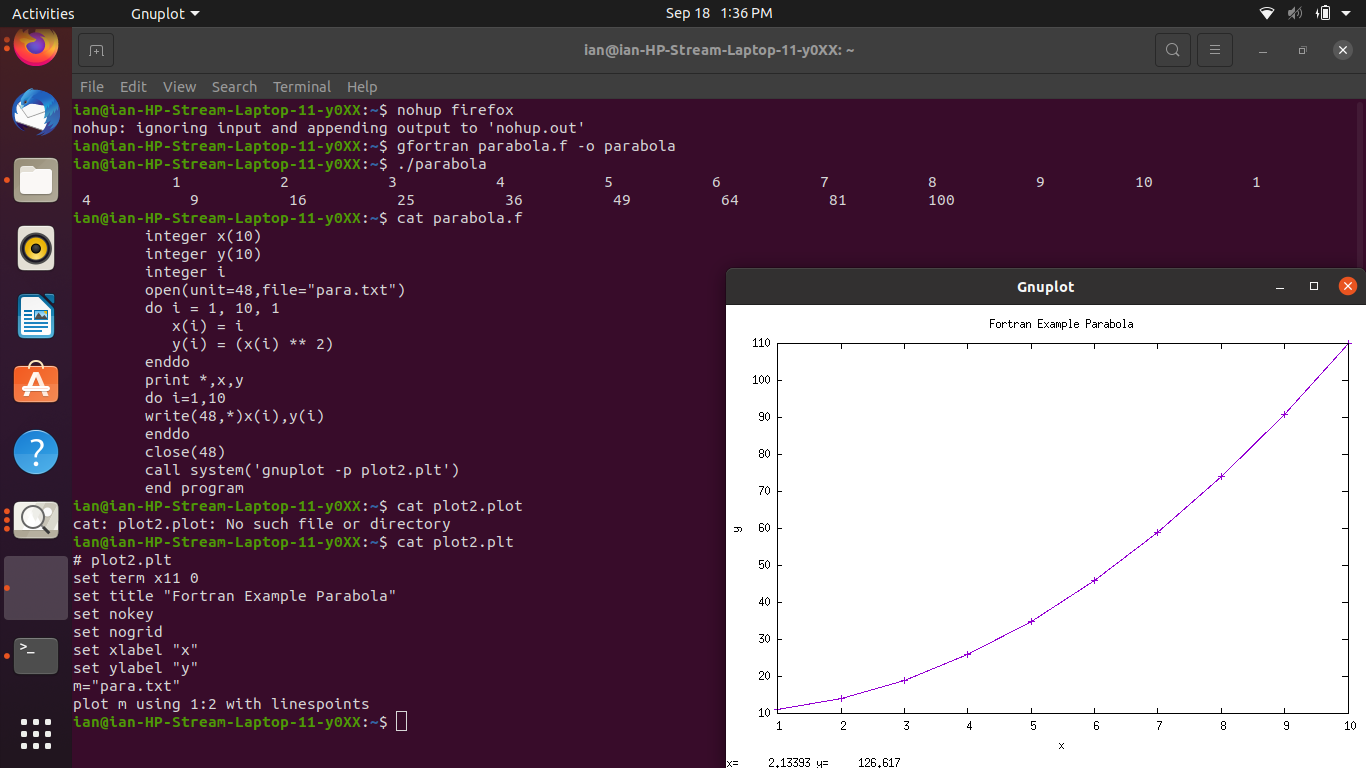 Activities Gnuplot Sep 18 1:36 PM
ian@ian-HP-Stream-Laptop-11-y0XX: ~
File Edit View Search Terminal Help
ian@ian-HP-Stream-Laptop-11-y0XX:~$ nohup firefox
nohup: ignoring input and appending output to 'nohup.out'
ian@ian-HP-Stream-Laptop-11-y0XX:~$ gfortran parabola.f -o parabola
ian@ian-HP-Stream-Laptop-11-y0XX:~$ ./parabola
1 2 3 4 5 6 7 8 9 10 1
4 9 16 25 36 49 64 81 100
ian@ian-HP-Stream-Laptop-11-y0XX:~$ cat parabola.f
integer x(10)
integer y(10)
integer i
open(unit=48,file="para.txt")
do i = 1, 10, 1
x(i) = i
y(i) = (x(i) ** 2)
enddo
print *,x,y
do i=1,10
write(48,*)x(i),y(i)
enddo
close(48)
call system('gnuplot -p plot2.plt')
end program
ian@ian-HP-Stream-Laptop-11-y0XX:~$ cat plot2.plot
cat: plot2.plot: No such file or directory
ian@ian-HP-Stream-Laptop-11-y0XX:~$ cat plot2.plt
# plot2.plt
set term x11 0
set title "Fortran Example Parabola"
set nokey
set nogrid
set xlabel "x"
set ylabel "y"
m="para.txt"
plot m using 1:2 with linespoints
ian@ian-HP-Stream-Laptop-11-y0XX:~$
Gnuplot
Fortran Example Parabola
110
100
90
80
70
60
y
50
40
30
20
10
1 2 3 4 5 6 7 8 9 10
x
x= 2.13393 y= 126.617